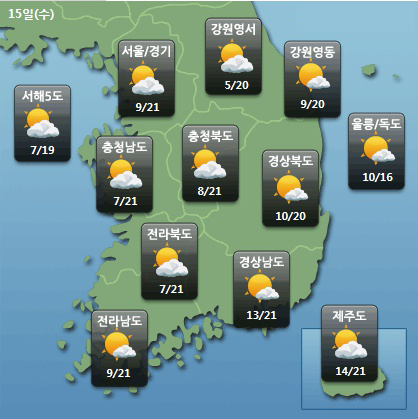 15일(수)
강원영서
5/20
서울/경기
9/21
강원영동
9/20
서해5도
7/19
울릉/독도
10/16
충청북도
8/21
충청남도
7/21
경상북도
10/20
전라북도
7/21
경상남도
13/21
전라남도
9/21
제주도
14/21